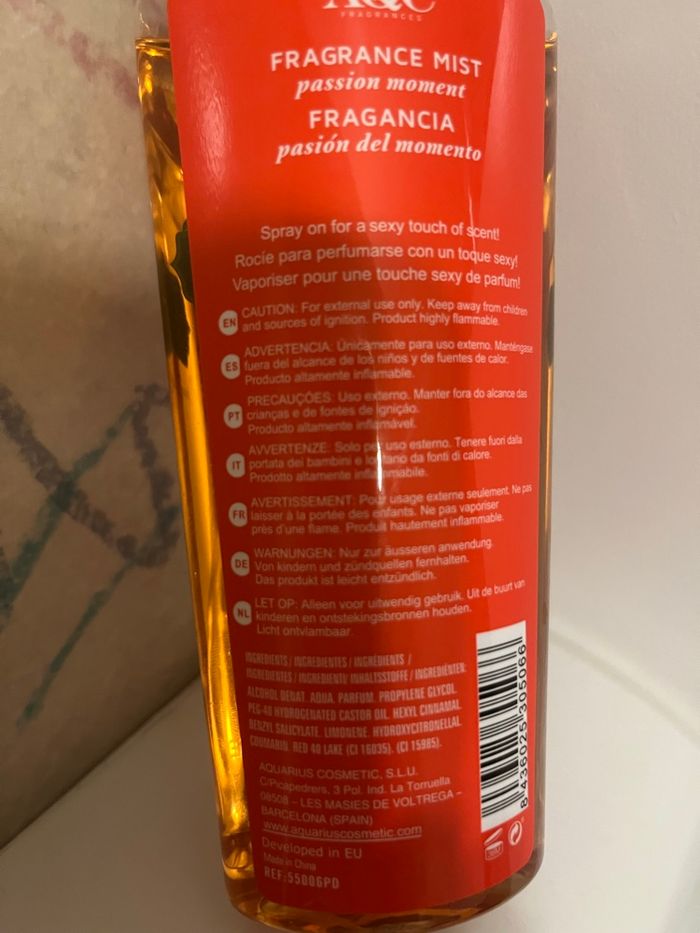 A&C
FRAGRANCES
FRAGRANCE MIST
passion moment
FRAGANCIA
pasión del momento
Spray on for a sexy touch of scent!
Rocíe para perfumarse con un toque sexy!
Vaporiser pour une touche sexy de parfum!
EN CAUTION: For external use only. Keep away from children
and sources of ignition. Product highly flammable.
ES ADVERTENCIA: Únicamente para uso externo. Manténgase
fuera del alcance de los niños y de fuentes de calor.
Producto altamente inflamable.
PT PRECAUÇÕES: Uso externo. Manter fora do alcance das
crianças e de fontes de ignição.
Producto altamente inflamável.
IT AVVERTENZE: Solo per uso esterno. Tenere fuori dalla
portata dei bambini e lontano da fonti di calore.
Prodotto altamente infiammabile.
FR AVERTISSEMENT: Pour usage externe seulement. Ne pas
laisser à la portée des enfants. Ne pas vaporiser
près d'une flame. Produit hautement inflammable.
DE WARNUNGEN: Nur zur äusseren anwendung.
Von kindern und zündquellen fernhalten.
Das produkt ist leicht entzündlich.
NL LET OP: Alleen voor uitwendig gebruik. Uit de buurt van
kinderen en ontstekingsbronnen houden.
Licht ontvlambaar.
INGREDIENTS / INGREDIENTES / INGRÉDIENTS /
INGREDIENTES / INGREDIENTI/ INHALTSSTOFFE / INGREDIËNTEN:
ALCOHOL DENAT. AQUA. PARFUM. PROPYLENE GLYCOL.
PEG-40 HYDROGENATED CASTOR OIL. HEXYL CINNAMAL.
BENZYL SALICYLATE. LIMONENE. HYDROXYCITRONELLAL.
COUMARIN. RED 40 LAKE (CI 16035). (CI 15985).
AQUARIUS COSMETIC, S.L.U.
C/Picapedrers, 3 Pol. Ind. La Torruella
08508 – LES MASIES DE VOLTREGA –
BARCELONA (SPAIN)
www.aquariuscosmetic.com
Developed in EU
Made in China
REF:55006PD
8 436025 305066